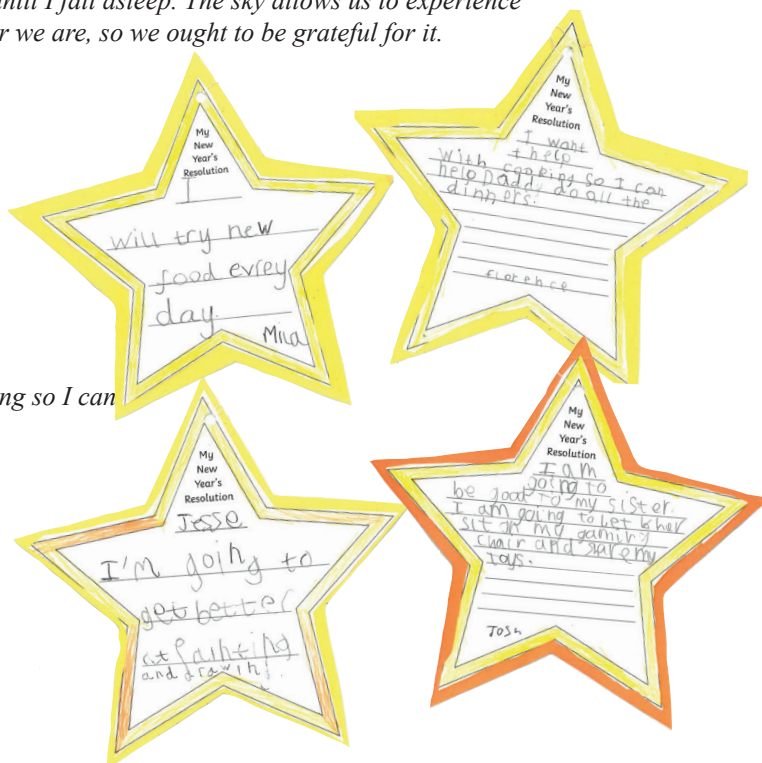 until I fall asleep. The sky allows us to experience
r we are, so we ought to be grateful for it.
My
New
Year's
Resolution
I
will try new
food evrey
day.
Mila
My
New
Year's
Resolution
I want
t help
with cooking so I can
help Daddy do all the
dinners.
florence
ng so I can
My
New
Year's
Resolution
Jesse
I'm going to
get better
at painting
and drawing.
My
New
Year's
Resolution
I am
going to
be good to my sister.
I am going to let her
sit in my gaming
chair and share my
toys.
Josh